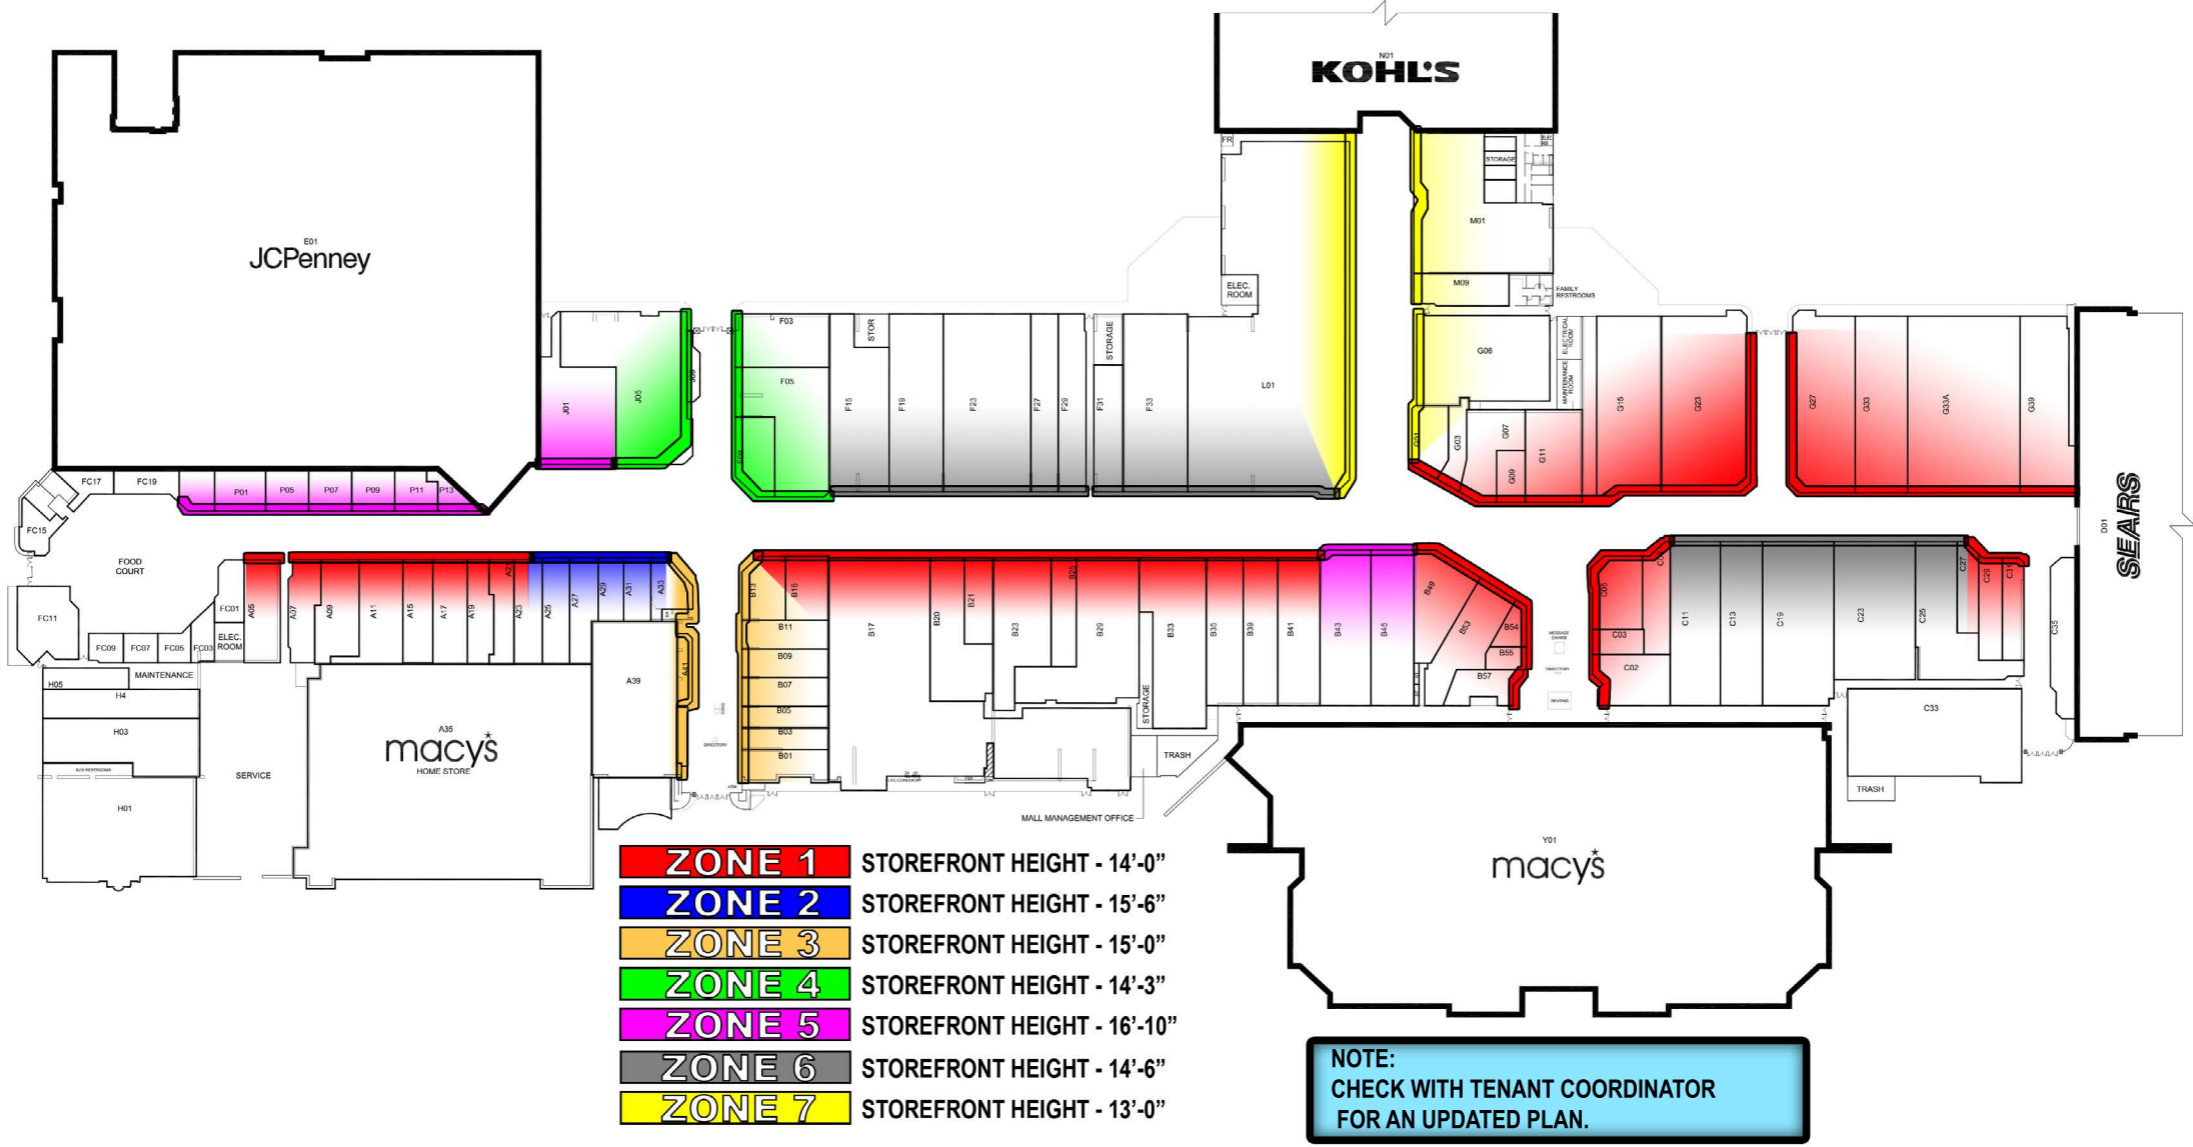 N01
KOHL'S
E01
JCPenney
FR
STORAGE
M01
M09
FAMILY
RESTROOMS
ELEC.
ROOM
J01
J05
J08
F03
F05
F15
STOR
F19
F23
F27
F29
STORAGE
F31
F33
L01
G06
ELECTRICAL
ROOM
MAINTENANCE
ROOM
G01
G03
G07
G09
G11
G15
G23
G27
G33
G33A
G39
D01
SEARS
FC17
FC19
P01
P05
P07
P09
P11
P13
FC15
FOOD
COURT
FC11
FC01
ELEC.
ROOM
FC09
FC07
FC05
FC03
A05
A07
A09
A11
A15
A17
A19
A21
A23
A25
A27
A29
A31
A33
A39
A41
B13
B15
B11
B09
B07
B05
B03
B01
B17
B20
B21
B23
B25
B29
B33
STORAGE
B35
B39
B41
B43
B45
B49
B53
B54
B55
B57
DIRECTORY
C05
C03
C02
C11
C13
C19
C23
C25
C27
C29
C31
C35
C33
TRASH
H05
MAINTENANCE
H4
H03
H01
SERVICE
A35
macy's
HOME STORE
DIRECTORY
TRASH
MALL MANAGEMENT OFFICE
Y01
macy's
ZONE 1 STOREFRONT HEIGHT - 14'-0"
ZONE 2 STOREFRONT HEIGHT - 15'-6"
ZONE 3 STOREFRONT HEIGHT - 15'-0"
ZONE 4 STOREFRONT HEIGHT - 14'-3"
ZONE 5 STOREFRONT HEIGHT - 16'-10"
ZONE 6 STOREFRONT HEIGHT - 14'-6"
ZONE 7 STOREFRONT HEIGHT - 13'-0"
NOTE:
CHECK WITH TENANT COORDINATOR
FOR AN UPDATED PLAN.